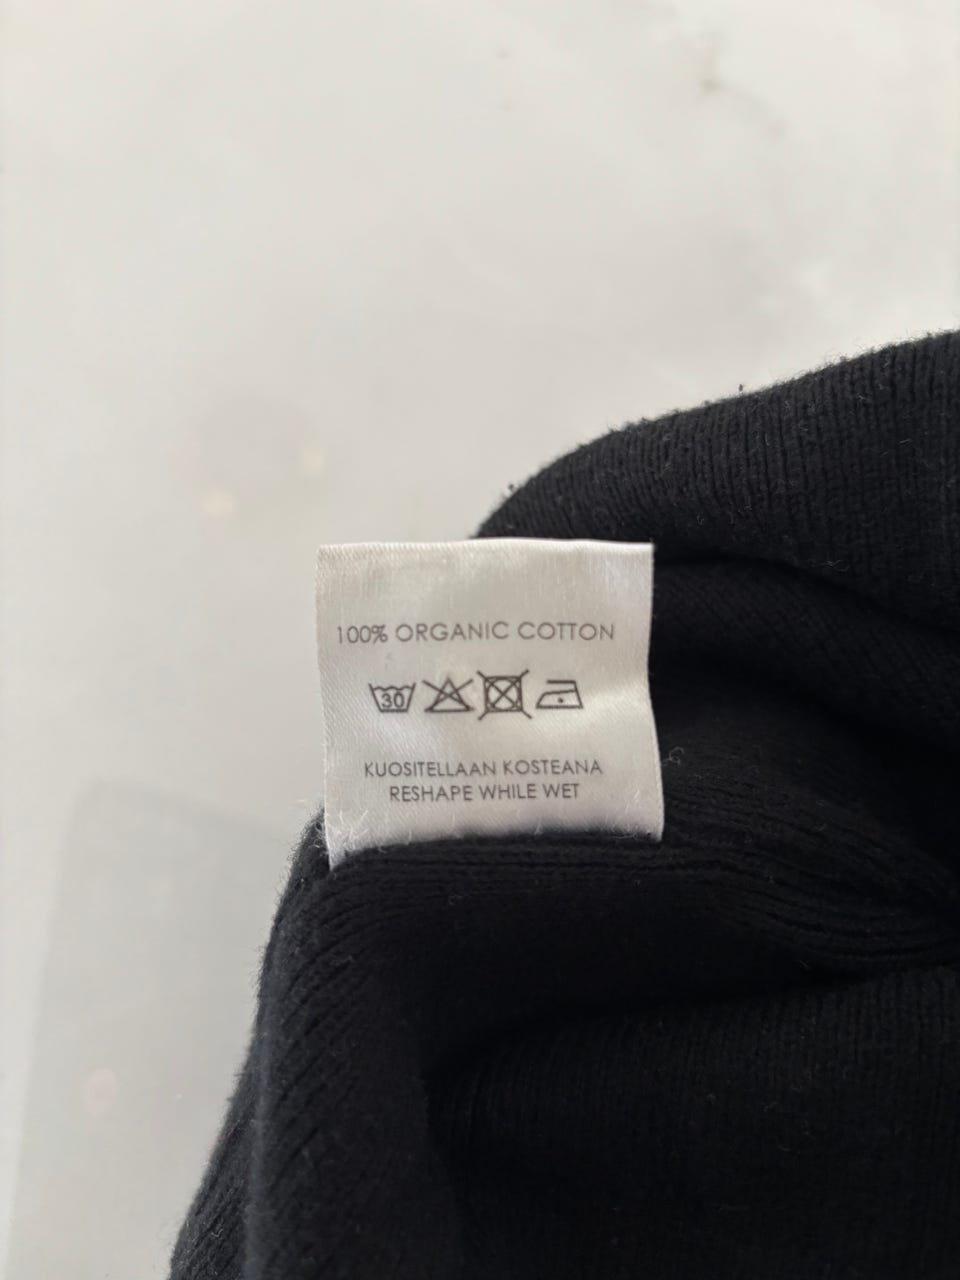 100% ORGANIC COTTON
30
KUOSITELLAAN KOSTEANA
RESHAPE WHILE WET